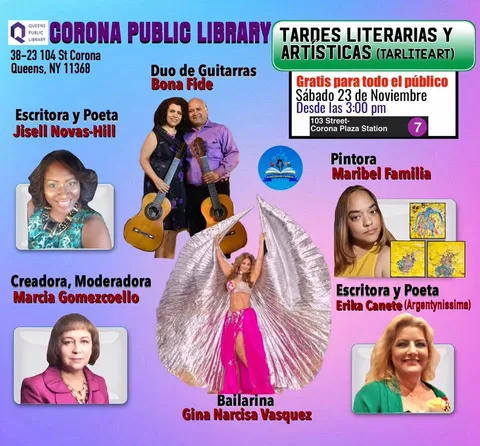 QUEENS
PUBLIC
LIBRARY
CORONA PUBLIC LIBRARY
38-23 104 St Corona
Queens, NY 11368
TARDES LITERARIAS Y
ARTÍSTICAS (TARLITEART)
Gratis para todo el público
Sábado 23 de Noviembre
Desde las 3:00 pm
103 Street-
Corona Plaza Station
7
Duo de Guitarras
Bona Fide
Escritora y Poeta
Jisell Novas-Hill
Pintora
Maribel Familia
Creadora, Moderadora
Marcia Gomezcoello
Escritora y Poeta
Erika Canete (Argentynissima)
Bailarina
Gina Narcisa Vasquez